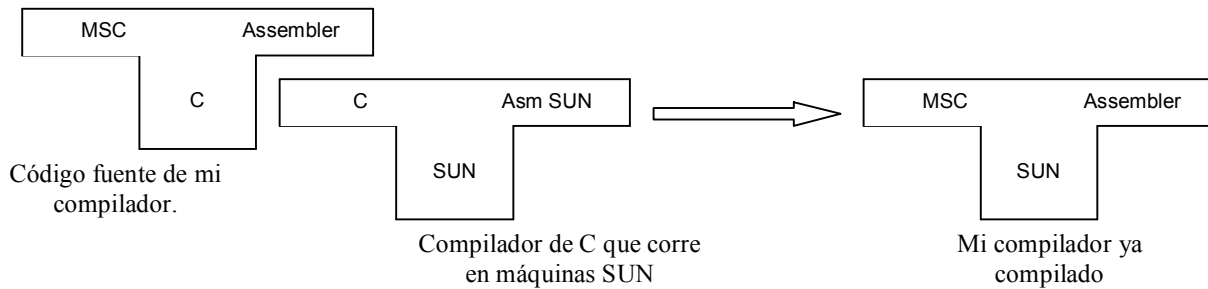 MSC Assembler
C
Código fuente de mi
compilador.
C Asm SUN
SUN
Compilador de C que corre
en máquinas SUN
MSC Assembler
SUN
Mi compilador ya
compilado